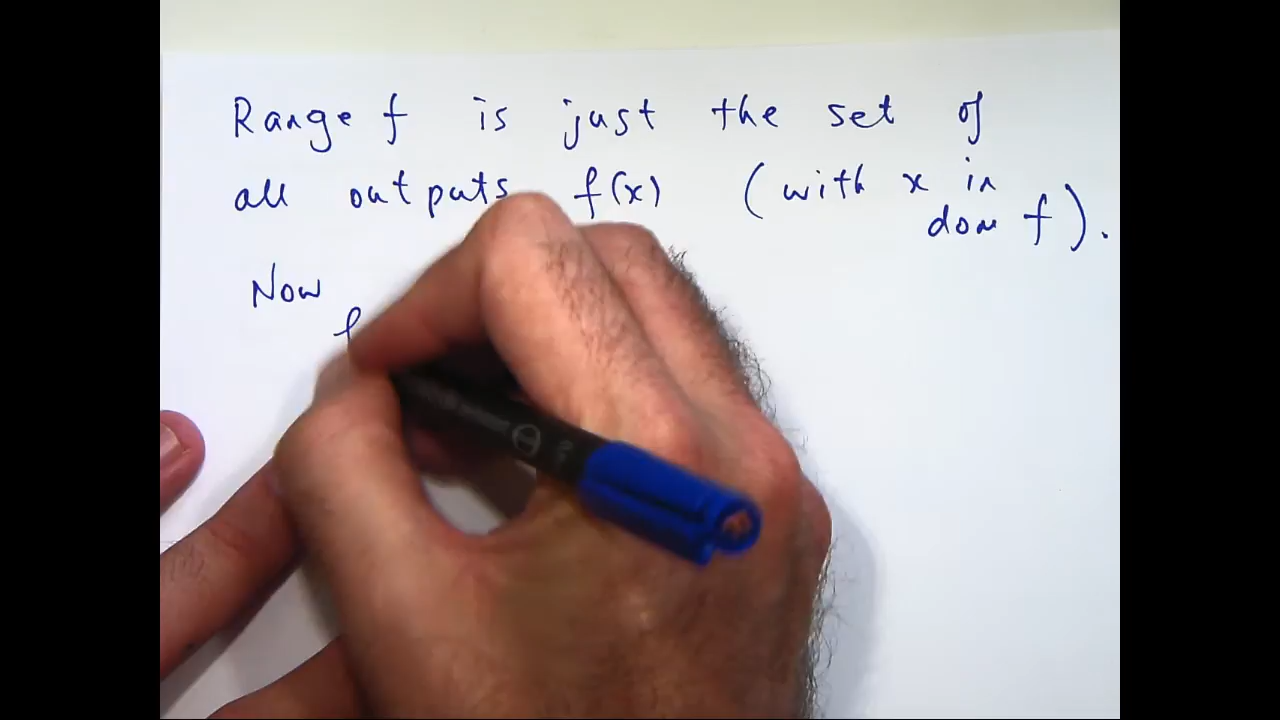 Range f is just the set of
all outputs f(x) (with x in
dom f).
Now
f